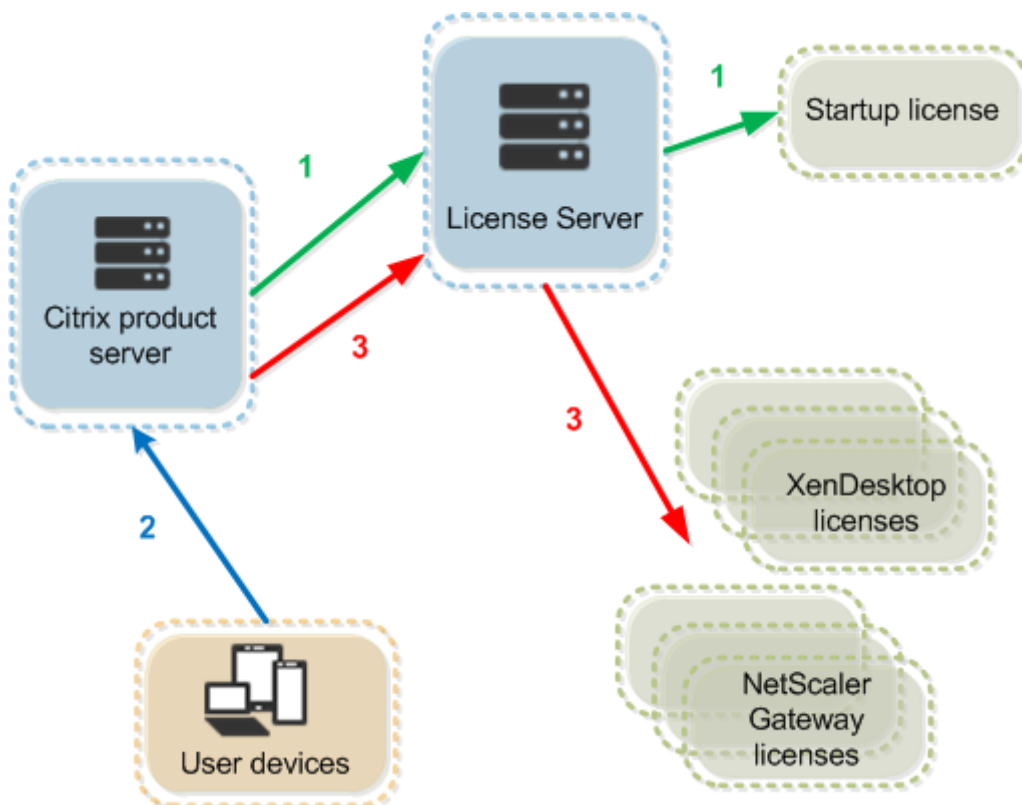 1
Startup license
1
License Server
Citrix product
server
3
3
XenDesktop
licenses
2
NetScaler
Gateway
licenses
User devices